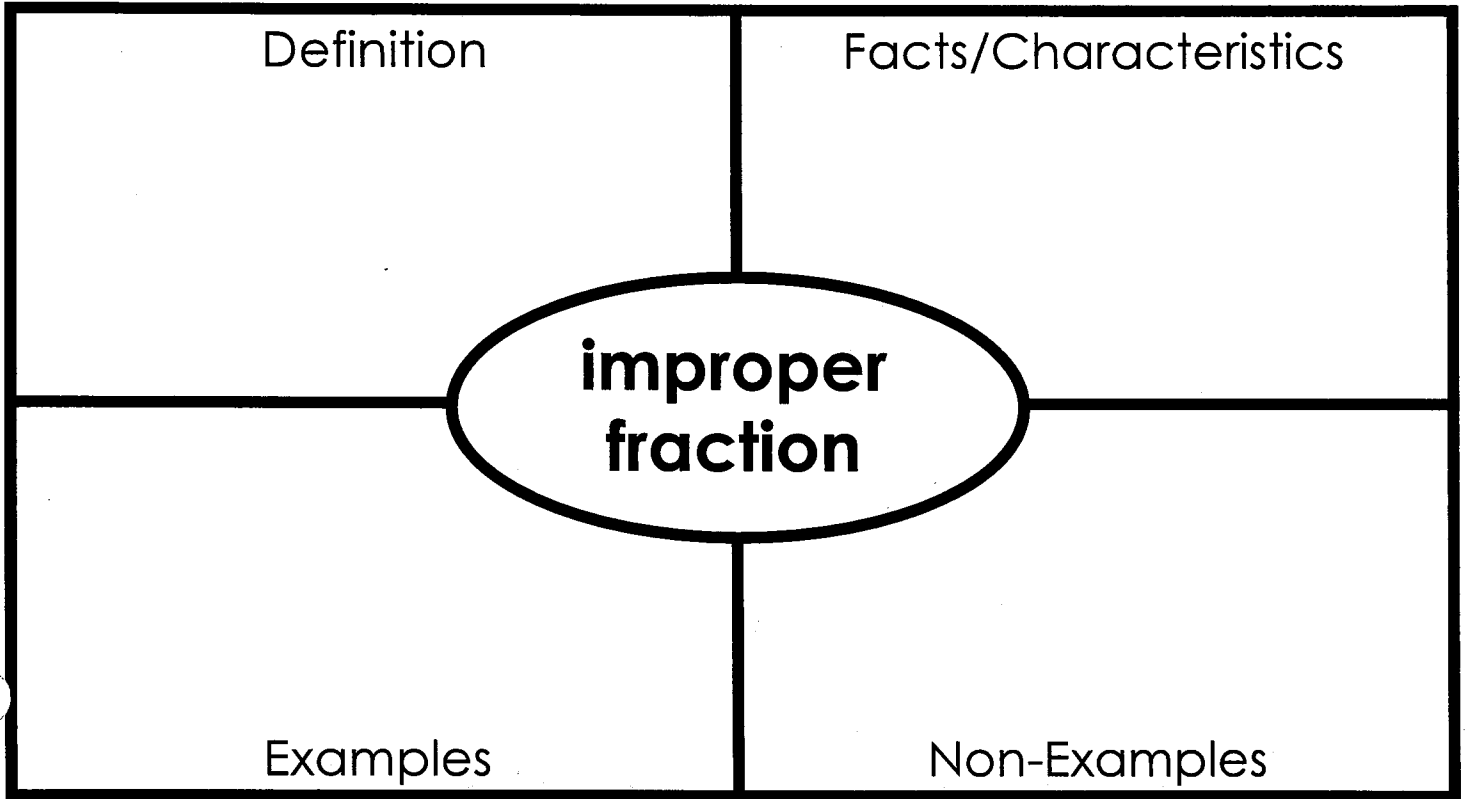 Definition
Facts/Characteristics
improper
fraction
Examples
Non-Examples